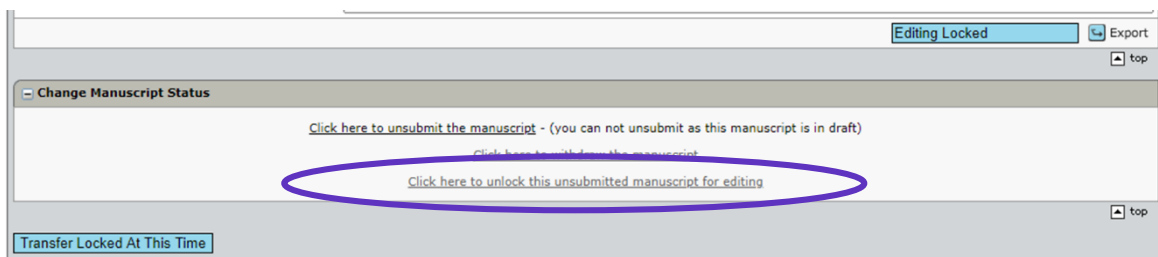 Editing Locked Export
top
Change Manuscript Status
Click here to unsubmit the manuscript - (you can not unsubmit as this manuscript is in draft)
Click here to withdraw the manuscript
Click here to unlock this unsubmitted manuscript for editing
top
Transfer Locked At This Time